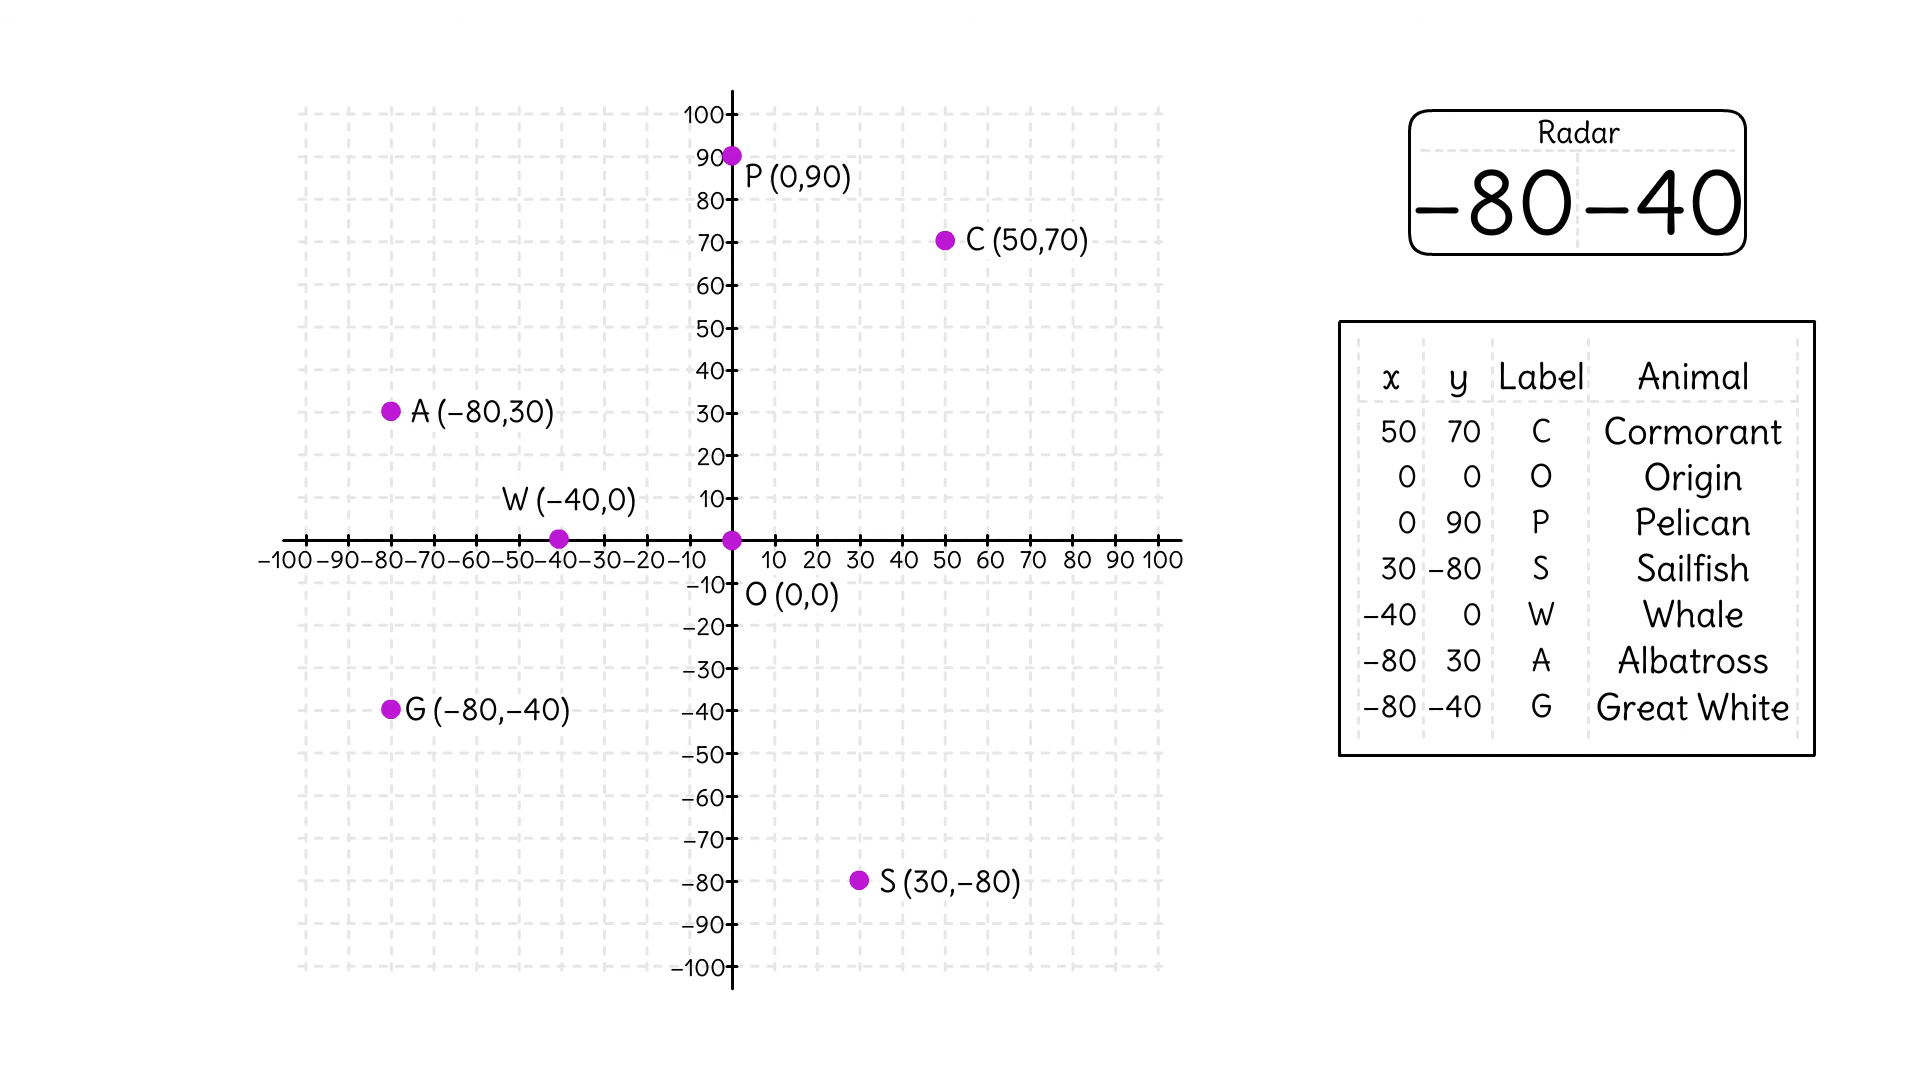 100
90
P (0,90)
80
70
C (50,70)
60
50
40
30
A (−80,30)
20
W (−40,0)
10
−100 −90 −80 −70 −60 −50 −40 −30 −20 −10 10 20 30 40 50 60 70 80 90 100
−10
O (0,0)
−20
−30
−40
G (−80,−40)
−50
−60
−70
−80
S (30,−80)
−90
−100
Radar
−80 −40
x y Label Animal
50 70 C Cormorant
0 0 O Origin
0 90 P Pelican
30 −80 S Sailfish
−40 0 W Whale
−80 30 A Albatross
−80 −40 G Great White